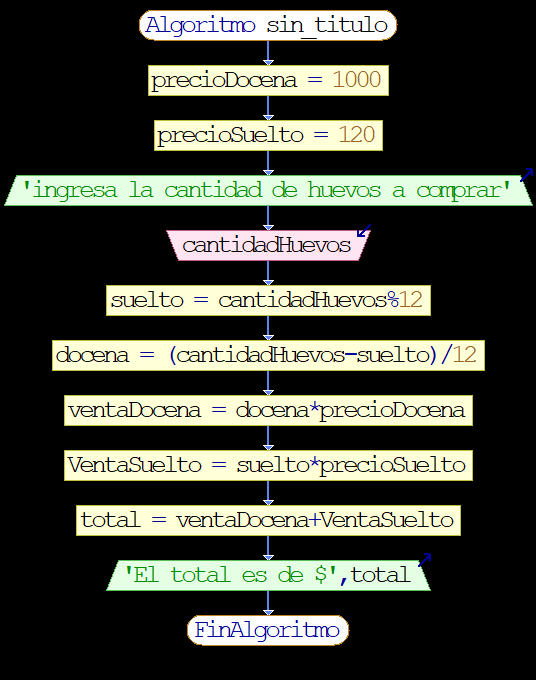 Algoritmo sin_titulo
precioDocena = 1000
precioSuelto = 120
'ingresa la cantidad de huevos a comprar'
cantidadHuevos
suelto = cantidadHuevos%12
docena = (cantidadHuevos-suelto)/12
ventaDocena = docena*precioDocena
VentaSuelto = suelto*precioSuelto
total = ventaDocena+VentaSuelto
'El total es de $',total
FinAlgoritmo